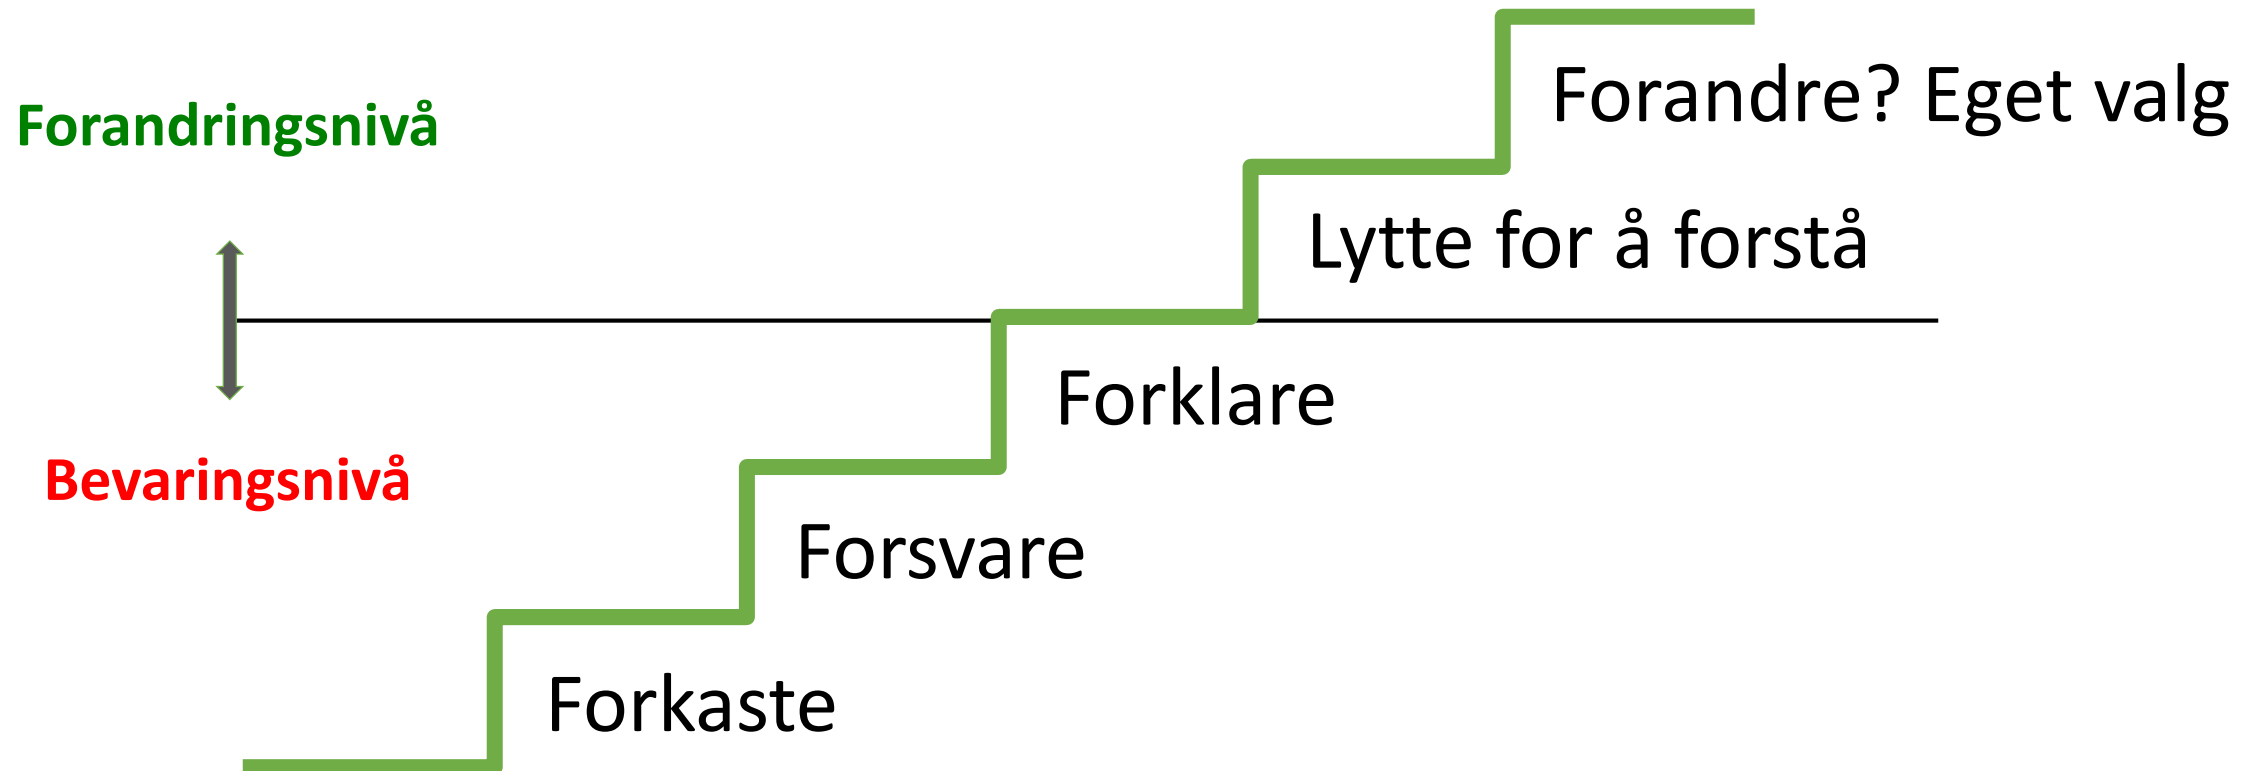 Forandre? Eget valg
Forandringsnivå
Lytte for å forstå
Forklare
Bevaringsnivå
Forsvare
Forkaste